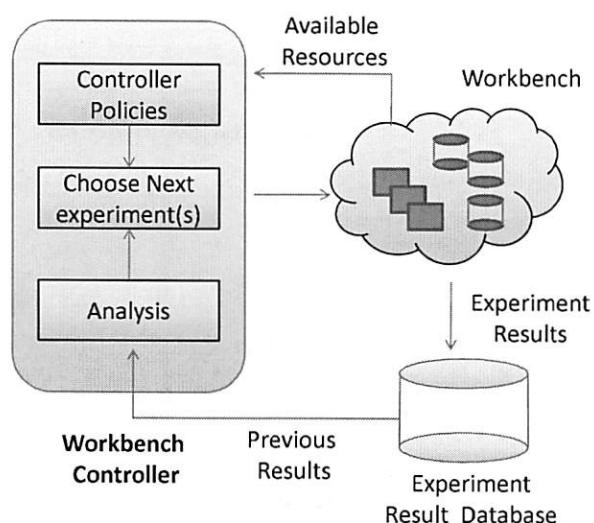 Available
Resources
Workbench
Controller
Policies
Choose Next
experiment(s)
Analysis
Experiment
Results
Workbench
Controller
Previous
Results
Experiment
Result Database